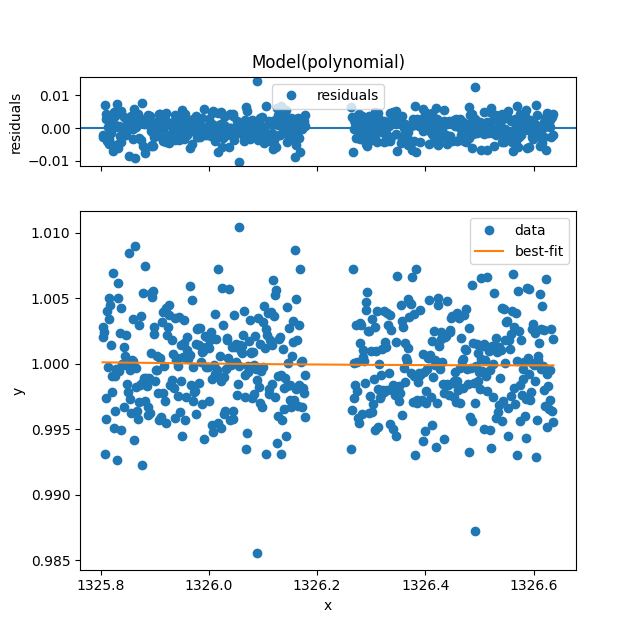 Model(polynomial)
residuals
0.01
0.00
−0.01
residuals
data
best-fit
y
1.010
1.005
1.000
0.995
0.990
0.985
1325.8 1326.0 1326.2 1326.4 1326.6
x